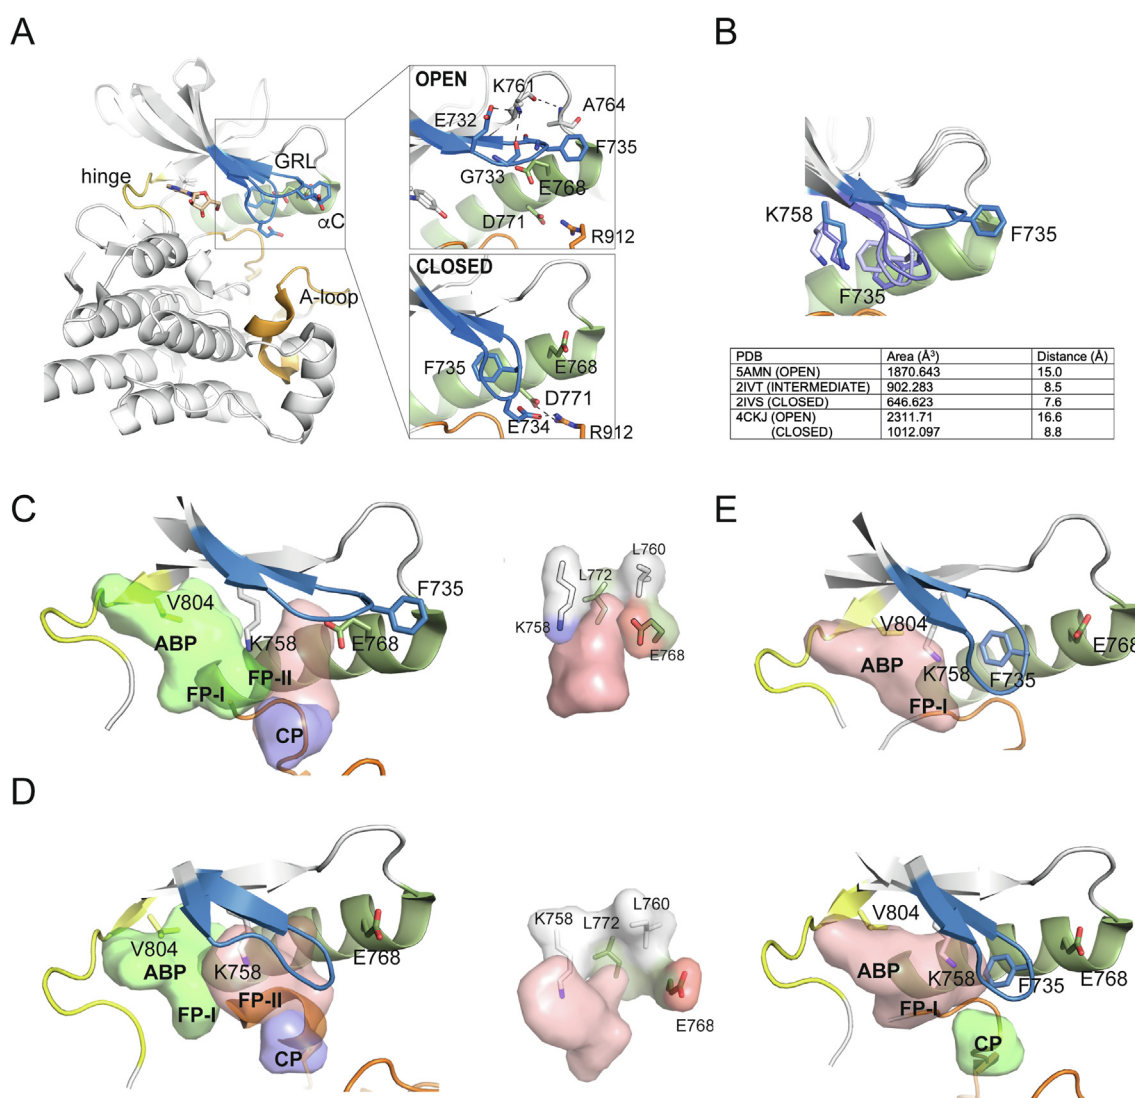 A
OPEN
K761
E732
A764
F735
G733
E768
D771
R912
hinge
GRL
αC
A-loop
CLOSED
F735
E768
D771
E734
R912
B
K758
F735
F735
PDB Area (Å³) Distance (Å)
5AMN (OPEN) 1870.643 15.0
2IVT (INTERMEDIATE) 902.283 8.5
2IVS (CLOSED) 646.623 7.6
4CKJ (OPEN) 2311.71 16.6
(CLOSED) 1012.097 8.8
C
V804
ABP
K758
E768
F735
FP-I
FP-II
CP
L760
L772
K758
E768
E
V804
ABP
K758
F735
E768
FP-I
D
V804
ABP
K758
E768
FP-I
FP-II
CP
K758
L772
L760
E768
V804
ABP
K758
F735
E768
FP-I
CP